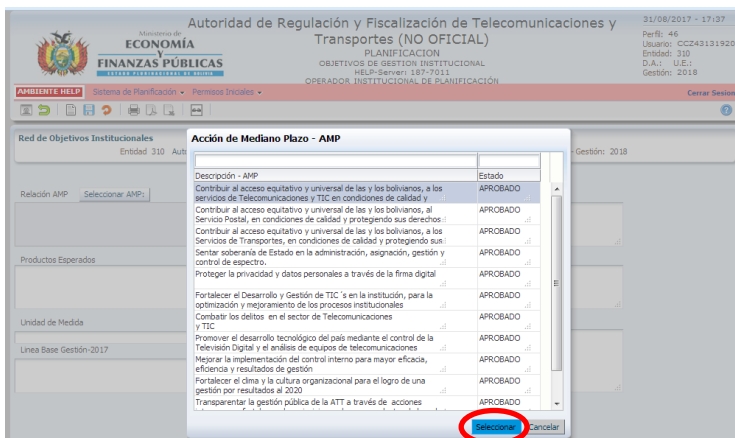 Autoridad de Regulación y Fiscalización de Telecomunicaciones y
Transportes (NO OFICIAL)
PLANIFICACION
OBJETIVOS DE GESTION INSTITUCIONAL
HELP-Server: 187-7011
OPERADOR INSTITUCIONAL DE PLANIFICACIÓN
Ministerio de
ECONOMÍA
Y
FINANZAS PÚBLICAS
ESTADO PLURINACIONAL DE BOLIVIA
31/08/2017 - 17:37
Perfil: 46
Usuario: CCZ43131920
Entidad: 310
D.A.: U.E.:
Gestión: 2018
AMBIENTE HELP Sistema de Planificación Permisos Iniciales Cerrar Sesion
Red de Objetivos Institucionales
Entidad 310 Auto
- Gestión: 2018
Relación AMP Seleccionar AMP:
Productos Esperados
Unidad de Medida
Linea Base Gestión-2017
Acción de Mediano Plazo - AMP
Descripción - AMP Estado
Contribuir al acceso equitativo y universal de las y los bolivianos, a los APROBADO
servicios de Telecomunicaciones y TIC en condiciones de calidad y
Contribuir al acceso equitativo y universal de las y los bolivianos, al APROBADO
Servicio Postal, en condiciones de calidad y protegiendo sus derechos
Contribuir al acceso equitativo y universal de las y los bolivianos, a los APROBADO
Servicios de Transportes, en condiciones de calidad y protegiendo sus
Sentar soberanía de Estado en la administración, asignación, gestión y APROBADO
control de espectro.
Proteger la privacidad y datos personales a través de la firma digital APROBADO
Fortalecer el Desarrollo y Gestión de TIC ´s en la institución, para la APROBADO
optimización y mejoramiento de los procesos institucionales
Combatir los delitos en el sector de Telecomunicaciones APROBADO
y TIC
Promover el desarrollo tecnológico del país mediante el control de la APROBADO
Televisión Digital y el análisis de equipos de telecomunicaciones
Mejorar la implementación del control interno para mayor eficacia, APROBADO
eficiencia y resultados de gestión
Fortalecer el clima y la cultura organizacional para el logro de una APROBADO
gestión por resultados al 2020
Transparentar la gestión pública de la ATT a través de acciones APROBADO
Seleccionar Cancelar